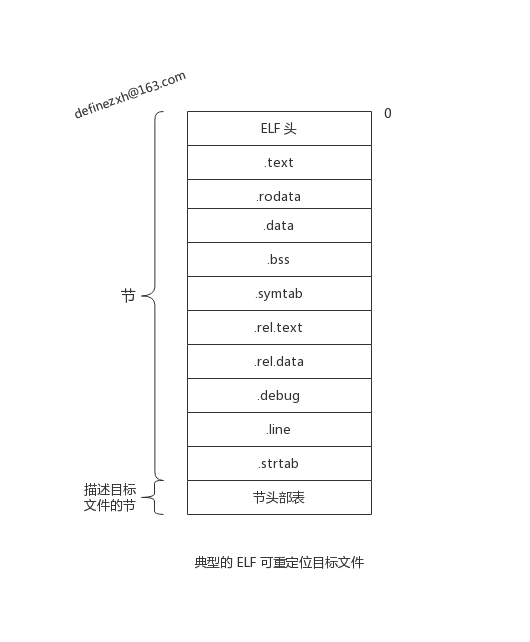 definezxh@163.com
0
ELF 头
.text
.rodata
.data
.bss
节
.symtab
.rel.text
.rel.data
.debug
.line
.strtab
描述目标
文件的节
节头部表
典型的 ELF 可重定位目标文件